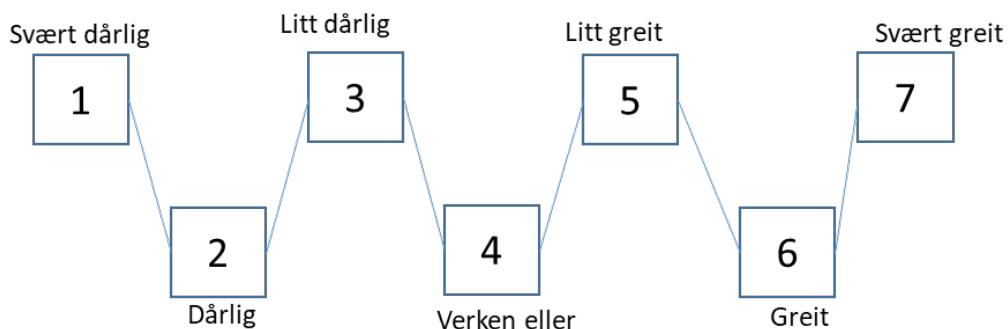 Svært dårlig
Litt dårlig
Litt greit
Svært greit
1
3
5
7
2
4
6
Dårlig
Verken eller
Greit